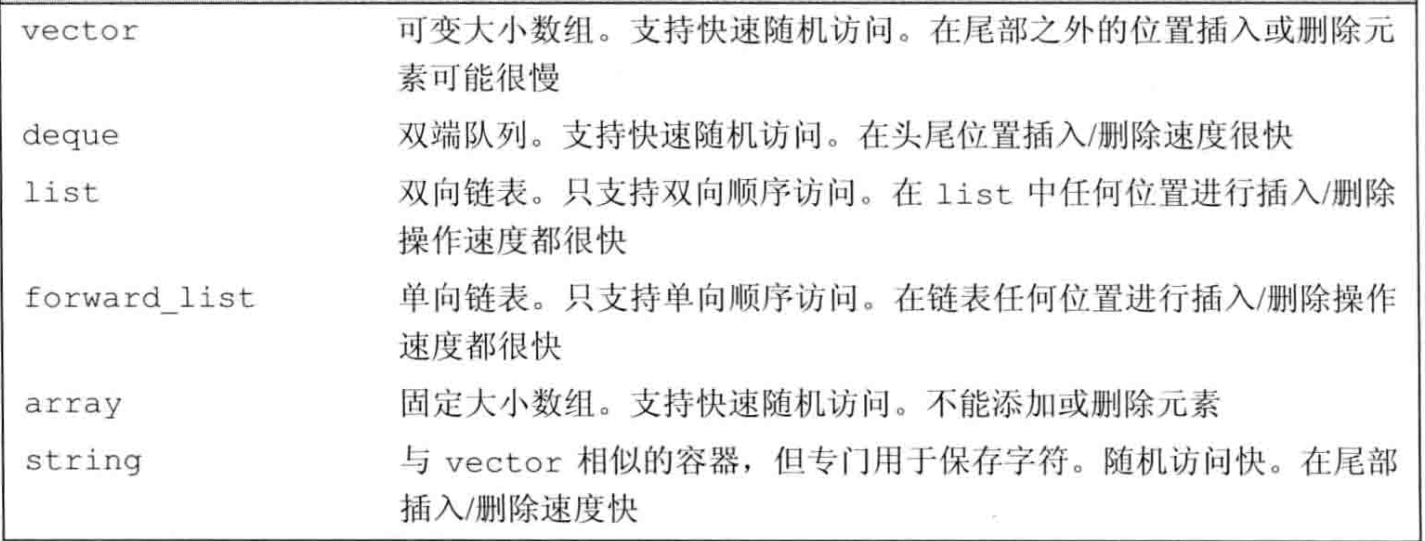 vector 可变大小数组。支持快速随机访问。在尾部之外的位置插入或删除元
素可能很慢
deque 双端队列。支持快速随机访问。在头尾位置插入/删除速度很快
list 双向链表。只支持双向顺序访问。在 list 中任何位置进行插入/删除
操作速度都很快
forward_list 单向链表。只支持单向顺序访问。在链表任何位置进行插入/删除操作
速度都很快
array 固定大小数组。支持快速随机访问。不能添加或删除元素
string 与 vector 相似的容器，但专门用于保存字符。随机访问快。在尾部
插入/删除速度快